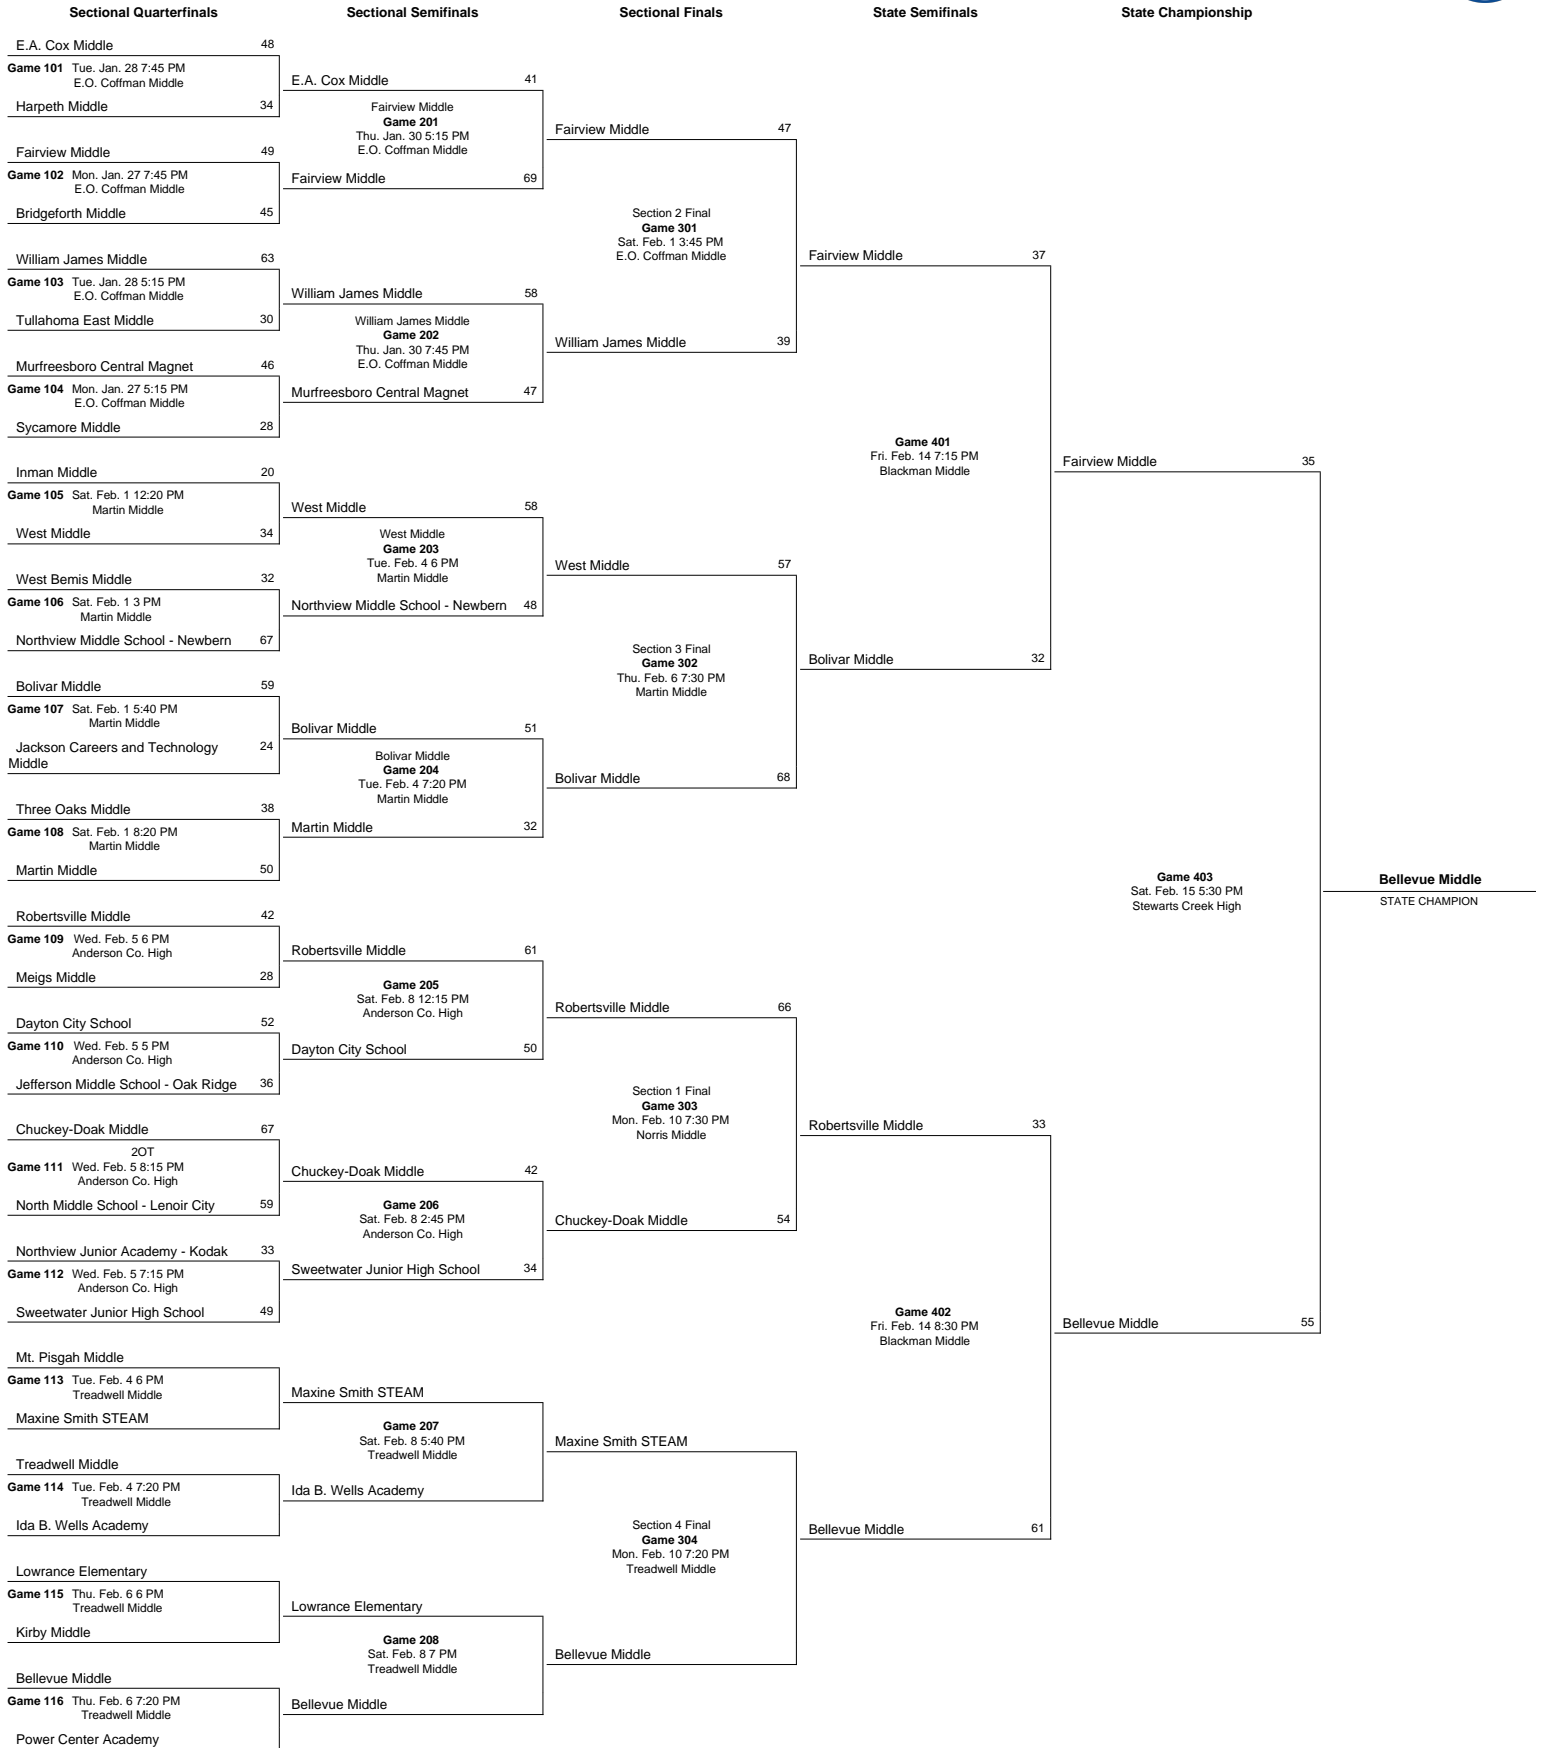 Sectional Quarterfinals
Sectional Semifinals
Sectional Finals
State Semifinals
State Championship
E.A. Cox Middle 48
Game 101 Tue. Jan. 28 7:45 PM
E.O. Coffman Middle
Harpeth Middle 34
Fairview Middle 49
Game 102 Mon. Jan. 27 7:45 PM
E.O. Coffman Middle
Bridgeforth Middle 45
William James Middle 63
Game 103 Tue. Jan. 28 5:15 PM
E.O. Coffman Middle
Tullahoma East Middle 30
Murfreesboro Central Magnet 46
Game 104 Mon. Jan. 27 5:15 PM
E.O. Coffman Middle
Sycamore Middle 28
Inman Middle 20
Game 105 Sat. Feb. 1 12:20 PM
Martin Middle
West Middle 34
West Bemis Middle 32
Game 106 Sat. Feb. 1 3 PM
Martin Middle
Northview Middle School - Newbern 67
Bolivar Middle 59
Game 107 Sat. Feb. 1 5:40 PM
Martin Middle
Jackson Careers and Technology 24
Middle
Three Oaks Middle 38
Game 108 Sat. Feb. 1 8:20 PM
Martin Middle
Martin Middle 50
Robertsville Middle 42
Game 109 Wed. Feb. 5 6 PM
Anderson Co. High
Meigs Middle 28
Dayton City School 52
Game 110 Wed. Feb. 5 5 PM
Anderson Co. High
Jefferson Middle School - Oak Ridge 36
Chuckey-Doak Middle 67
2OT
Game 111 Wed. Feb. 5 8:15 PM
Anderson Co. High
North Middle School - Lenoir City 59
Northview Junior Academy - Kodak 33
Game 112 Wed. Feb. 5 7:15 PM
Anderson Co. High
Sweetwater Junior High School 49
Mt. Pisgah Middle
Game 113 Tue. Feb. 4 6 PM
Treadwell Middle
Maxine Smith STEAM
Treadwell Middle
Game 114 Tue. Feb. 4 7:20 PM
Treadwell Middle
Ida B. Wells Academy
Lowrance Elementary
Game 115 Thu. Feb. 6 6 PM
Treadwell Middle
Kirby Middle
Bellevue Middle
Game 116 Thu. Feb. 6 7:20 PM
Treadwell Middle
Power Center Academy
E.A. Cox Middle 41
Fairview Middle
Game 201
Thu. Jan. 30 5:15 PM
E.O. Coffman Middle
Fairview Middle 69
William James Middle 58
William James Middle
Game 202
Thu. Jan. 30 7:45 PM
E.O. Coffman Middle
Murfreesboro Central Magnet 47
West Middle 58
West Middle
Game 203
Tue. Feb. 4 6 PM
Martin Middle
Northview Middle School - Newbern 48
Bolivar Middle 51
Bolivar Middle
Game 204
Tue. Feb. 4 7:20 PM
Martin Middle
Martin Middle 32
Robertsville Middle 61
Game 205
Sat. Feb. 8 12:15 PM
Anderson Co. High
Dayton City School 50
Chuckey-Doak Middle 42
Game 206
Sat. Feb. 8 2:45 PM
Anderson Co. High
Sweetwater Junior High School 34
Maxine Smith STEAM
Game 207
Sat. Feb. 8 5:40 PM
Treadwell Middle
Ida B. Wells Academy
Lowrance Elementary
Game 208
Sat. Feb. 8 7 PM
Treadwell Middle
Bellevue Middle
Fairview Middle 47
Section 2 Final
Game 301
Sat. Feb. 1 3:45 PM
E.O. Coffman Middle
William James Middle 39
West Middle 57
Section 3 Final
Game 302
Thu. Feb. 6 7:30 PM
Martin Middle
Bolivar Middle 68
Robertsville Middle 66
Section 1 Final
Game 303
Mon. Feb. 10 7:30 PM
Norris Middle
Chuckey-Doak Middle 54
Maxine Smith STEAM
Section 4 Final
Game 304
Mon. Feb. 10 7:20 PM
Treadwell Middle
Bellevue Middle
Fairview Middle 37
Game 401
Fri. Feb. 14 7:15 PM
Blackman Middle
Bolivar Middle 32
Robertsville Middle 33
Game 402
Fri. Feb. 14 8:30 PM
Blackman Middle
Bellevue Middle 61
Fairview Middle 35
Game 403
Sat. Feb. 15 5:30 PM
Stewarts Creek High
Bellevue Middle 55
Bellevue Middle
STATE CHAMPION